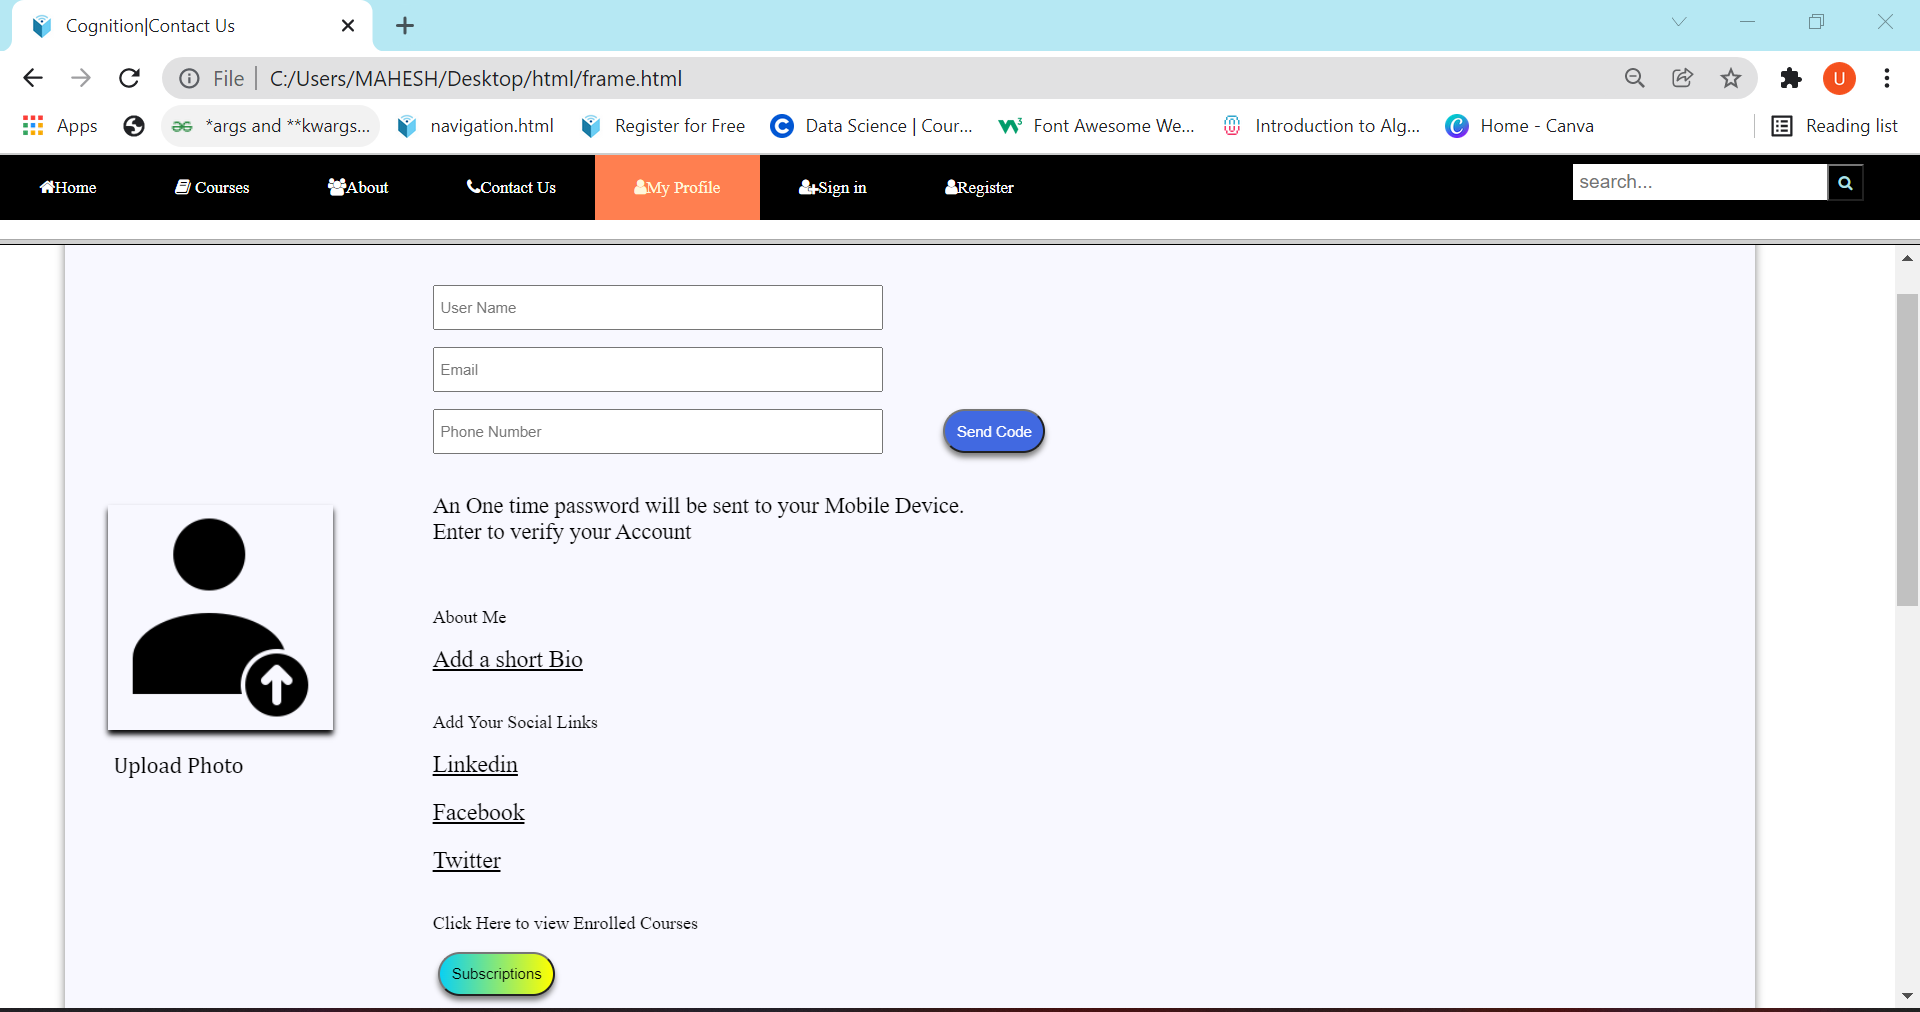 Cognition|Contact Us
File C:/Users/MAHESH/Desktop/html/frame.html
U
Apps *args and **kwargs... navigation.html Register for Free Data Science | Cour... Font Awesome We... Introduction to Alg... Home - Canva Reading list
Home Courses About Contact Us My Profile Sign in Register search...
User Name
Email
Phone Number Send Code
An One time password will be sent to your Mobile Device.
Enter to verify your Account
About Me
Add a short Bio
Add Your Social Links
Upload Photo
Linkedin
Facebook
Twitter
Click Here to view Enrolled Courses
Subscriptions